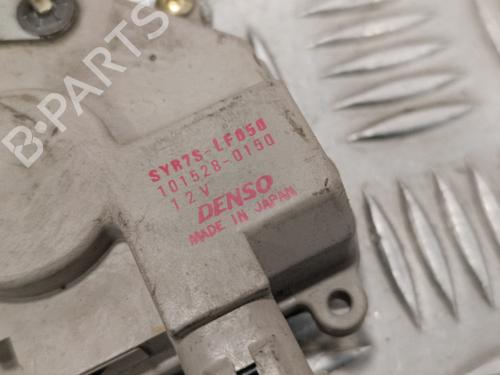 B-PARTS
SYR7S-LF050
101528-0150
12V
DENSO
MADE IN JAPAN